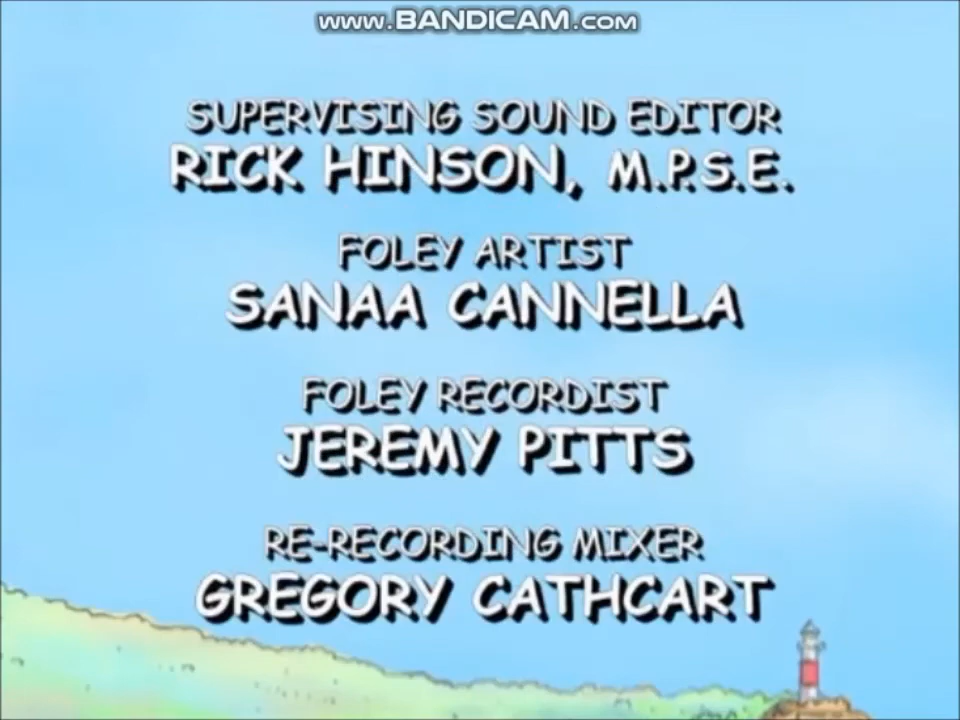 www.BANDICAM.com
SUPERVISING SOUND EDITOR
RICK HINSON, M.P.S.E.
FOLEY ARTIST
SANAA CANNELLA
FOLEY RECORDIST
JEREMY PITTS
RE-RECORDING MIXER
GREGORY CATHCART